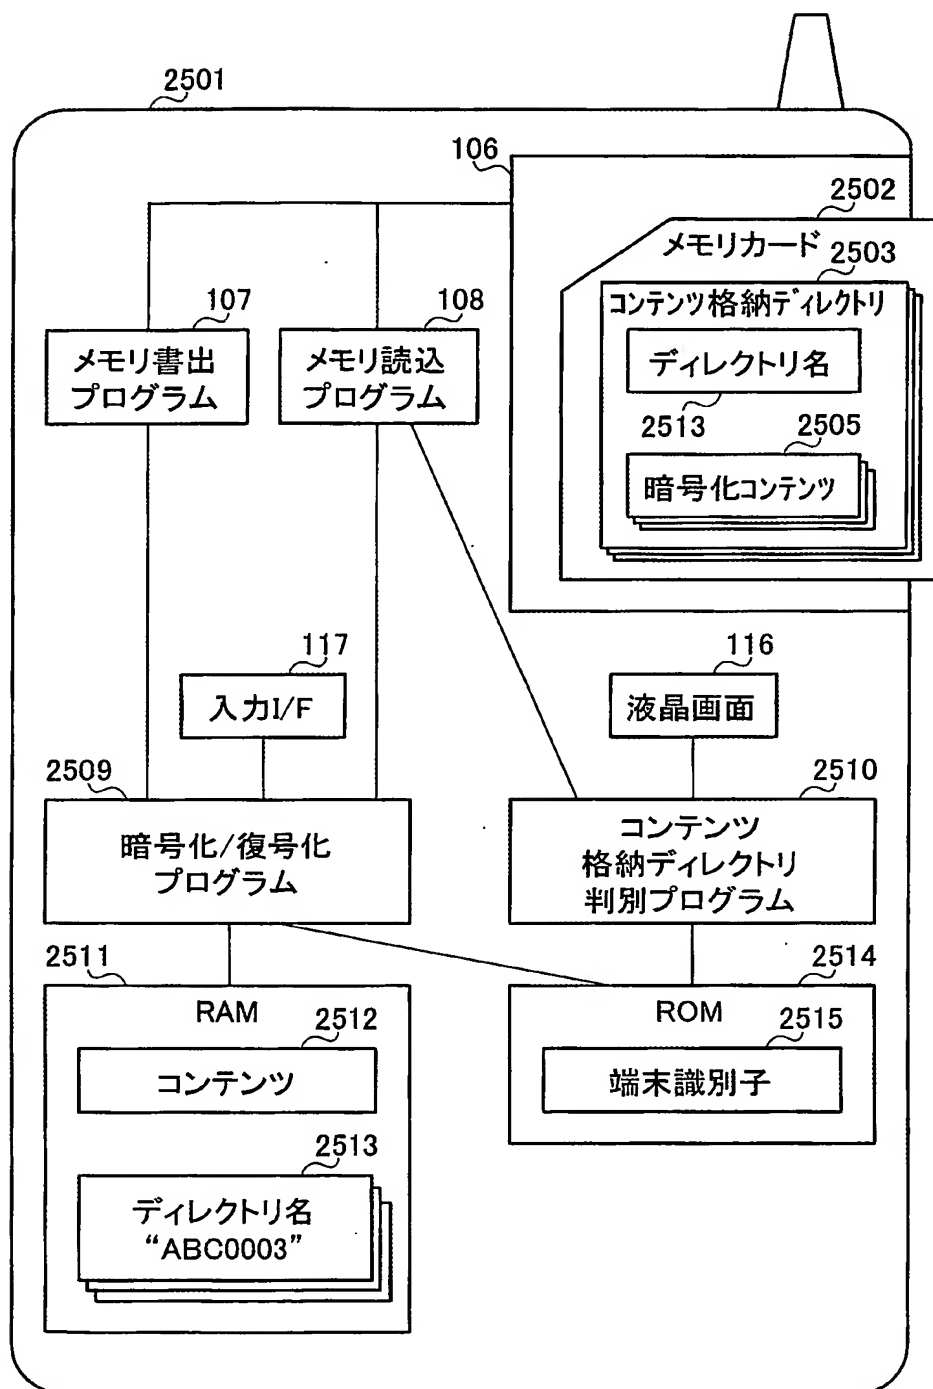 2501
106
2502
メモリカード
2503
コンテンツ格納ディレクトリ
ディレクトリ名
2513
2505
暗号化コンテンツ
107
メモリ書出
プログラム
108
メモリ読込
プログラム
117
入力I/F
116
液晶画面
2509
暗号化/復号化
プログラム
2510
コンテンツ
格納ディレクトリ
判別プログラム
2511
RAM
2512
コンテンツ
2513
ディレクトリ名
“ABC0003”
2514
ROM
2515
端末識別子